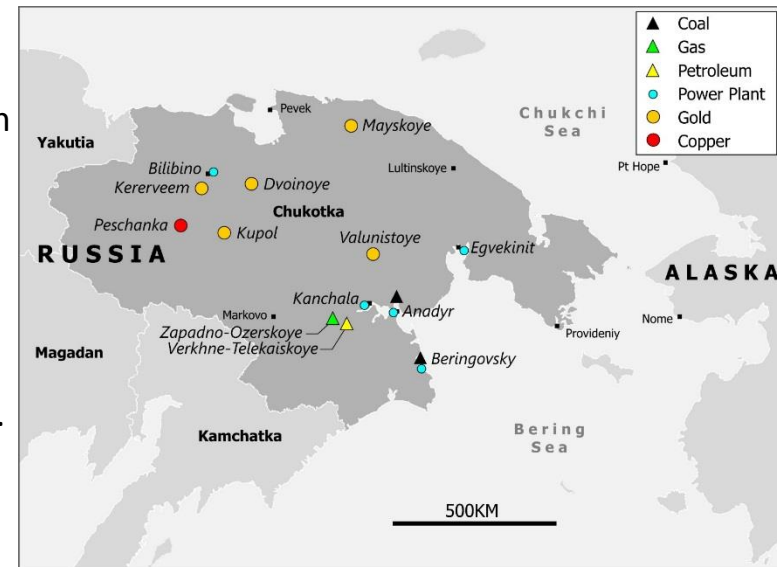 m
.
Coal
Gas
Petroleum
Power Plant
Gold
Copper
Chukchi
Sea
Pevek
Mayskoye
Yakutia
Lultinskoye
Pt Hope
Bilibino
Kererveem
Dvoinoye
Chukotka
Peschanka
Kupol
Valunistoye
RUSSIA
Egvekinit
ALASKA
Kanchala
Anadyr
Markovo
Zapadno-Ozerskoye
Verkhne-Telekaiskoye
Nome
Provideniy
Magadan
Beringovsky
Kamchatka
Bering
Sea
500KM